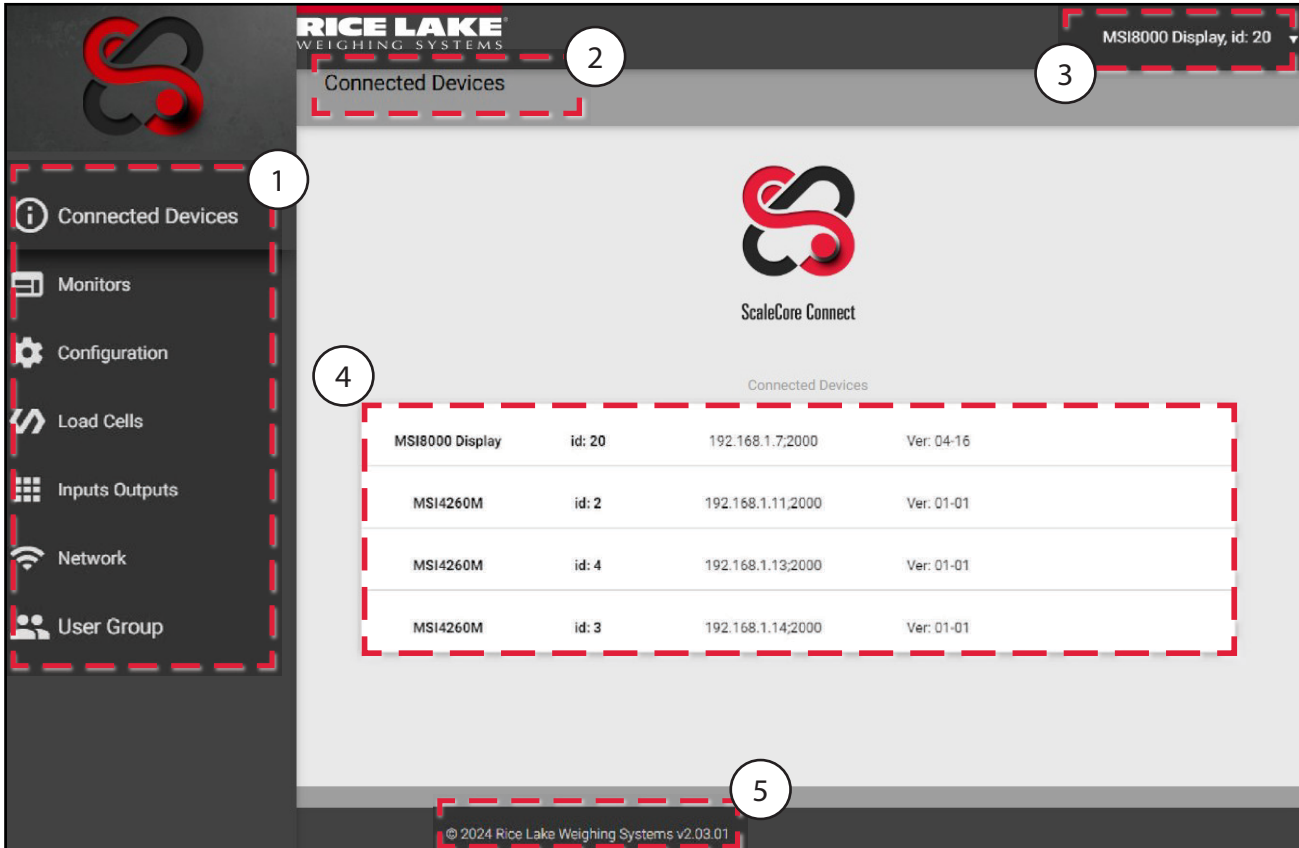 RICE LAKE®
WEIGHING SYSTEMS
MSI8000 Display, id: 20
3
2
Connected Devices
1
Connected Devices
Monitors
Configuration
Load Cells
Inputs Outputs
Network
User Group
ScaleCore Connect
4
Connected Devices
MSI8000 Display id: 20 192.168.1.7;2000 Ver: 04-16
MSI4260M id: 2 192.168.1.11;2000 Ver: 01-01
MSI4260M id: 4 192.168.1.13;2000 Ver: 01-01
MSI4260M id: 3 192.168.1.14;2000 Ver: 01-01
5
© 2024 Rice Lake Weighing Systems v2.03.01